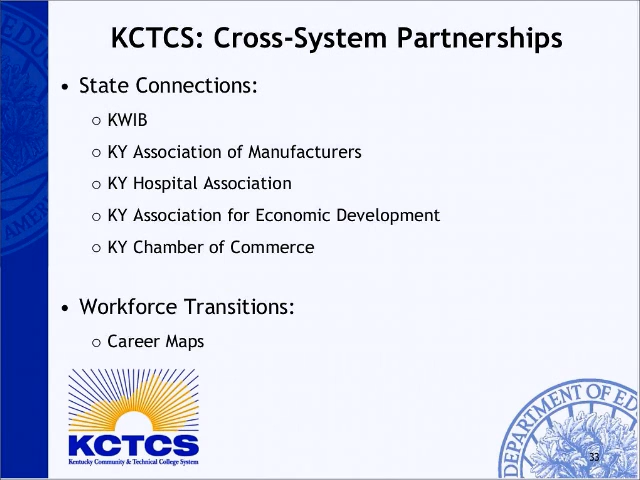 KCTCS: Cross-System Partnerships
• State Connections:
○ KWIB
○ KY Association of Manufacturers
○ KY Hospital Association
○ KY Association for Economic Development
○ KY Chamber of Commerce
• Workforce Transitions:
○ Career Maps
KCTCS
Kentucky Community & Technical College System
DEPARTMENT OF EDU
33